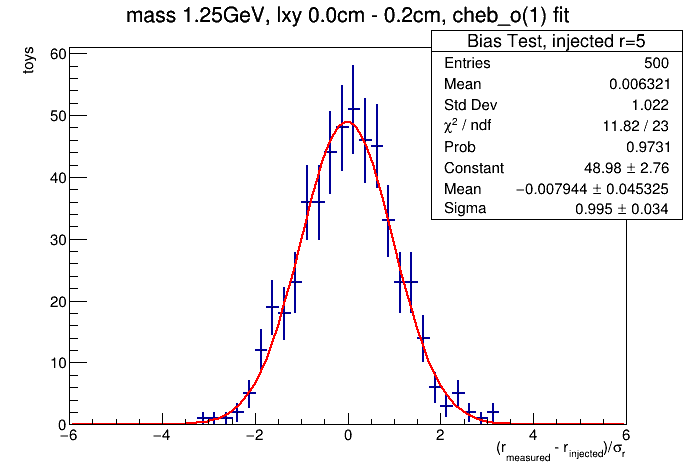 mass 1.25GeV, lxy 0.0cm - 0.2cm, cheb_o(1) fit
Bias Test, injected r=5
Entries 500
Mean 0.006321
Std Dev 1.022
χ² / ndf 11.82 / 23
Prob 0.9731
Constant 48.98 ± 2.76
Mean −0.007944 ± 0.045325
Sigma 0.995 ± 0.034
toys
60
50
40
30
20
10
0
−6 −4 −2 0 2 4 6
(r_measured - r_injected)/σ_r